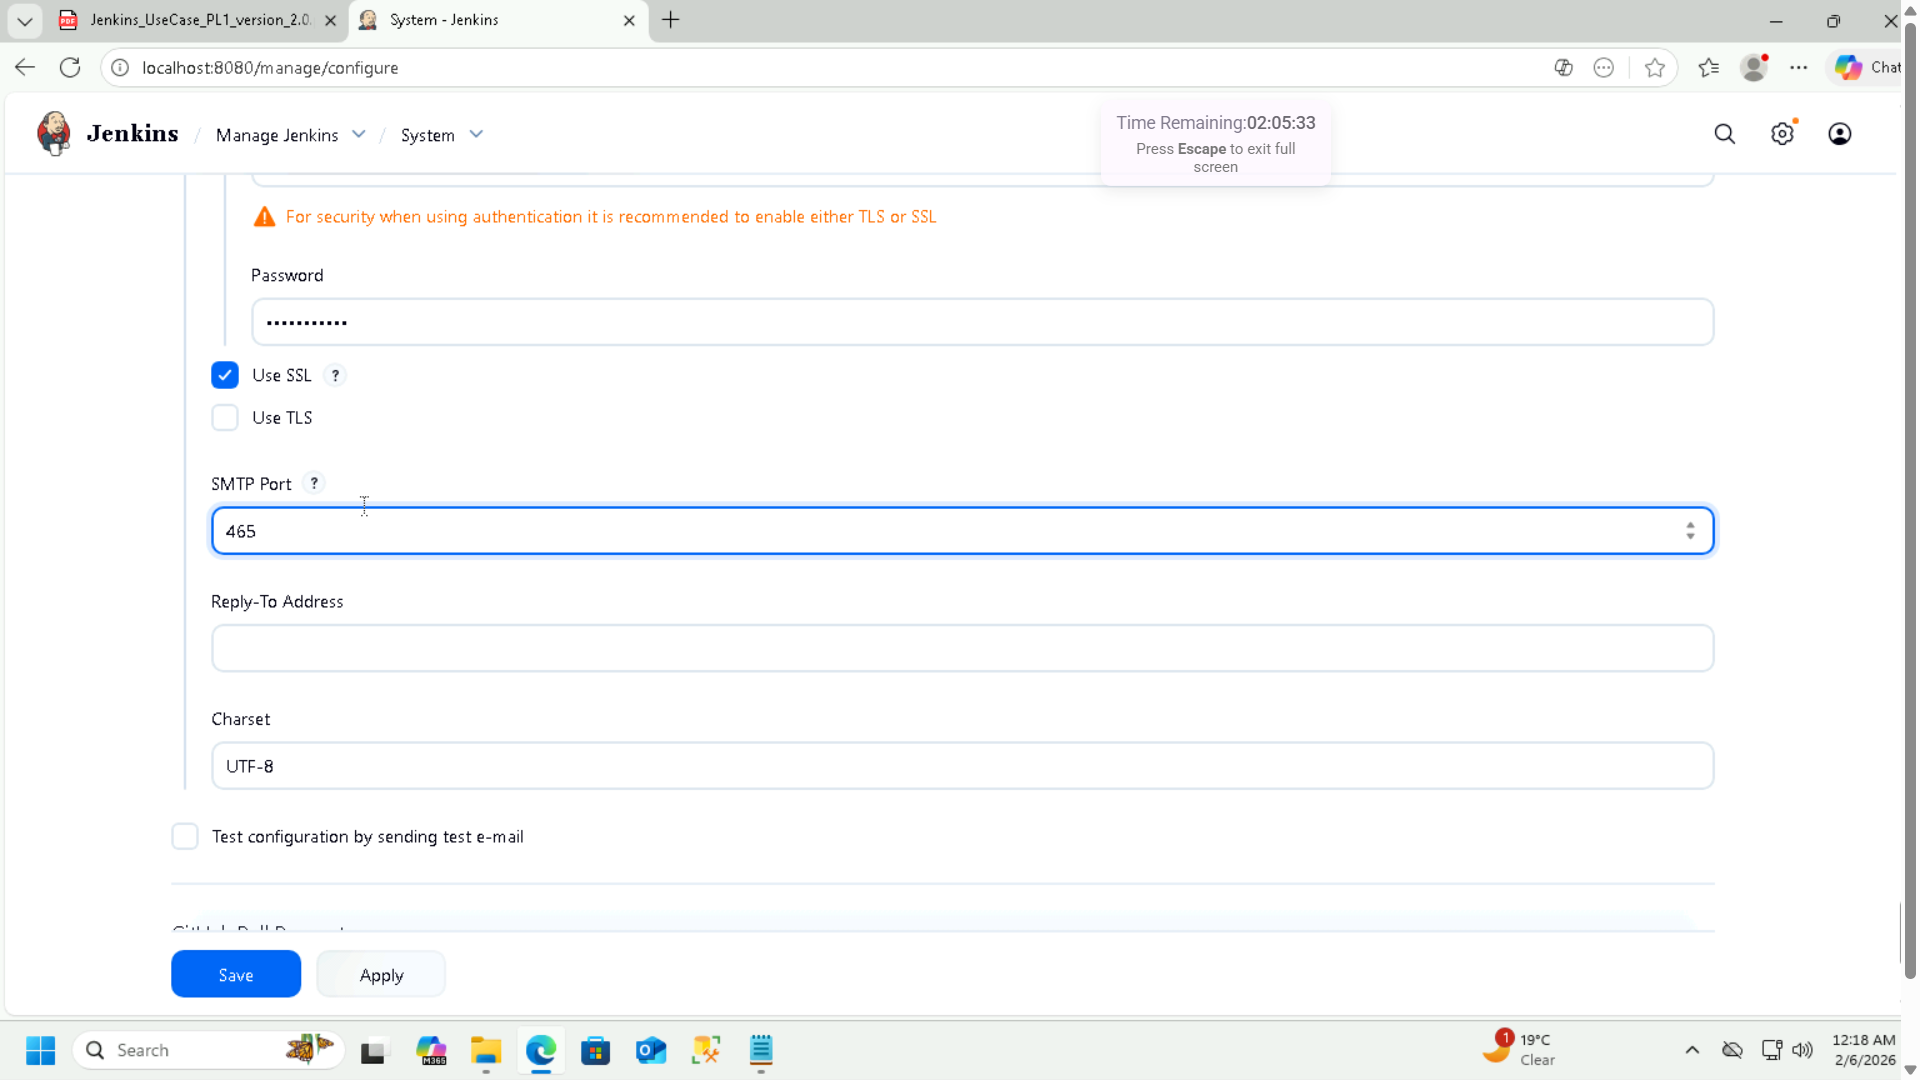 Jenkins_UseCase_PL1_version_2.0.
System - Jenkins
localhost:8080/manage/configure
Chat
Jenkins / Manage Jenkins / System
Time Remaining:02:05:33
Press Escape to exit full
screen
For security when using authentication it is recommended to enable either TLS or SSL
Password
•••••••••••
Use SSL ?
Use TLS
SMTP Port ?
465
Reply-To Address
Charset
UTF-8
Test configuration by sending test e-mail
Save
Apply
Search
M365
1
19°C
Clear
12:18 AM
2/6/2026